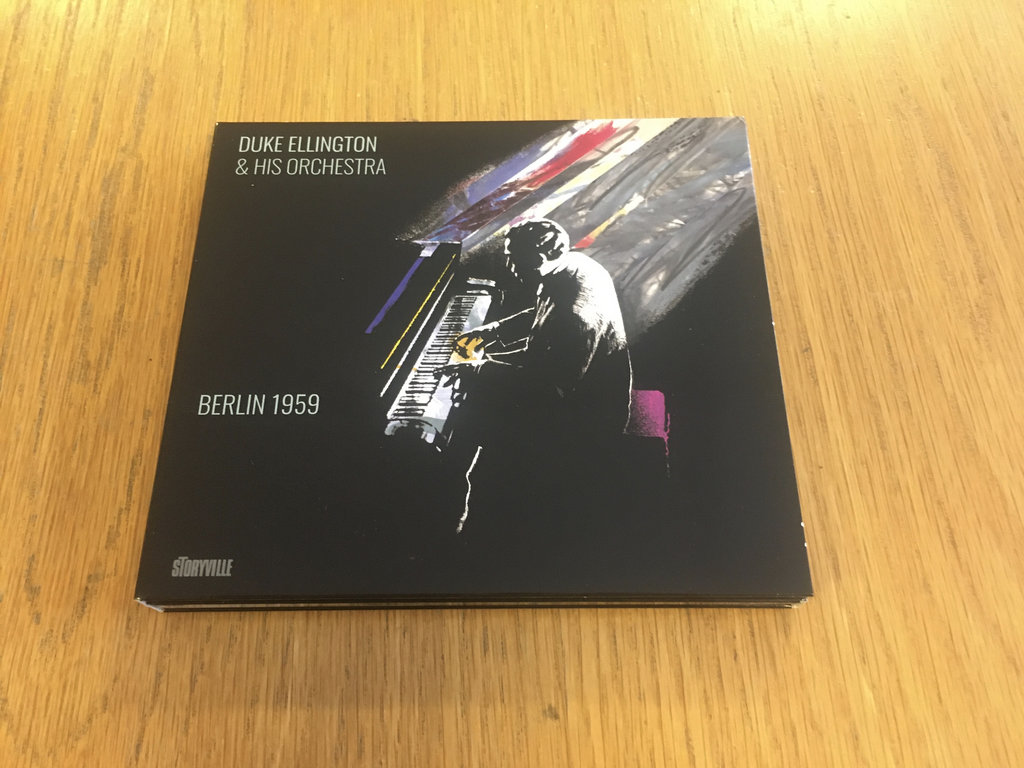 DUKE ELLINGTON
& HIS ORCHESTRA
BERLIN 1959
STORYVILLE